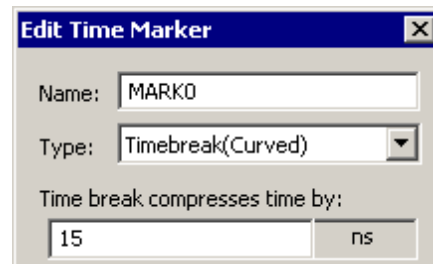 Edit Time Marker
Name: MARK0
Type: Timebreak(Curved)
Time break compresses time by:
15 ns